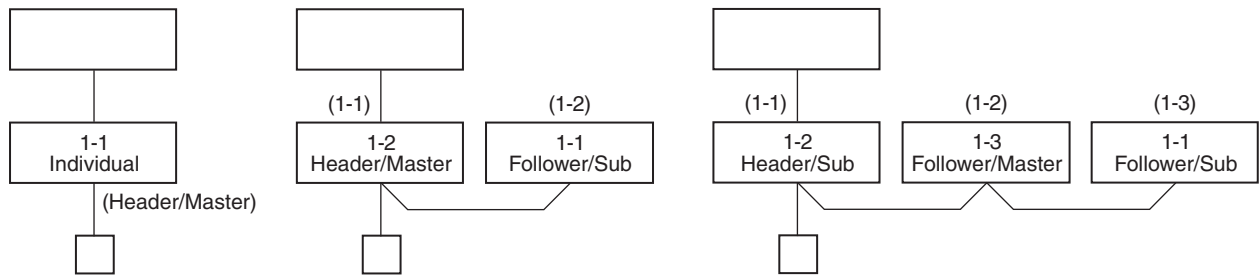 (1-1)
(1-2)
(1-1)
(1-2)
(1-3)
1-1
Individual
1-2
Header/Master
1-1
Follower/Sub
1-2
Header/Sub
1-3
Follower/Master
1-1
Follower/Sub
(Header/Master)